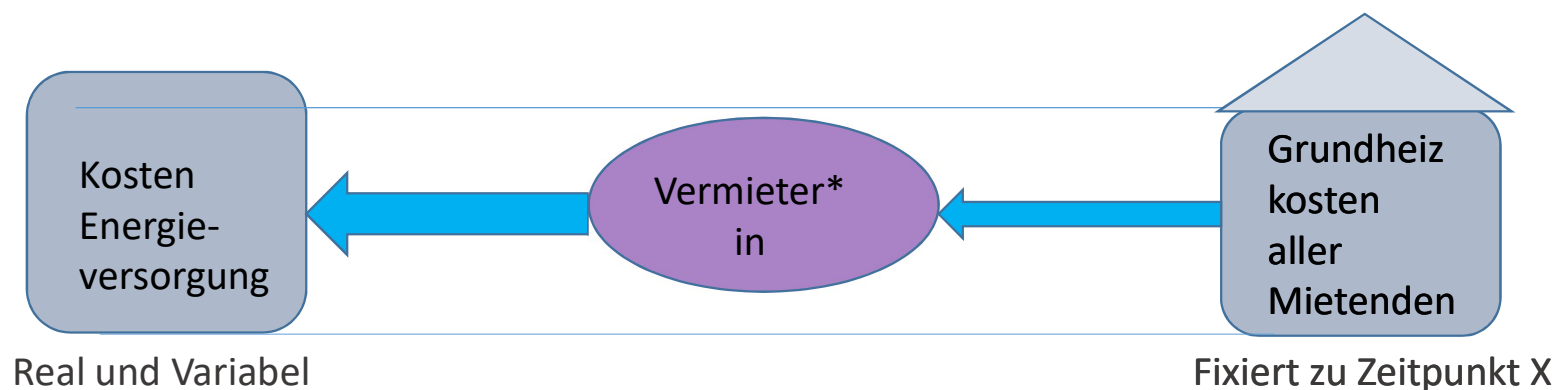 Kosten
Energie-
versorgung
Real und Variabel
Vermieter*
in
Grundheiz
kosten
aller
Mietenden
Fixiert zu Zeitpunkt X